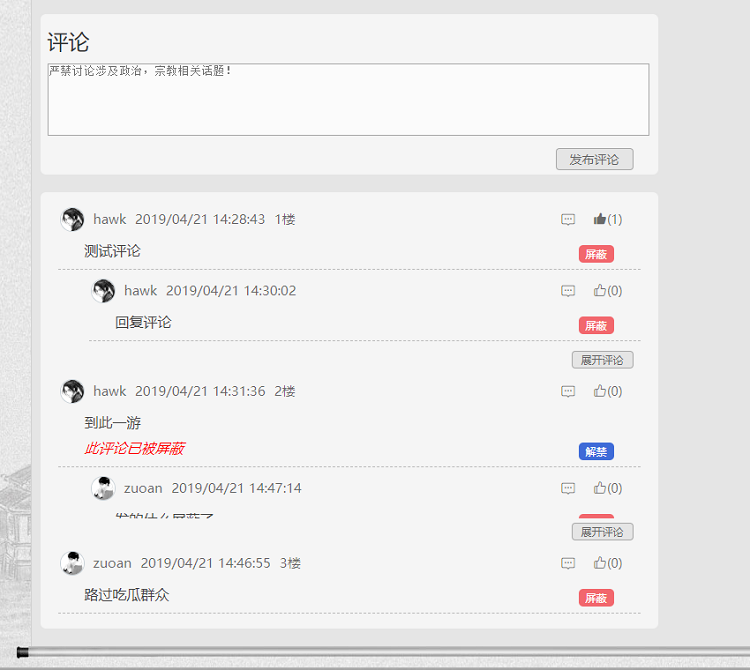 评论
严禁讨论涉及政治，宗教相关话题！
发布评论
hawk 2019/04/21 14:28:43 1楼 (1)
测试评论 屏蔽
hawk 2019/04/21 14:30:02 (0)
回复评论 屏蔽
展开评论
hawk 2019/04/21 14:31:36 2楼 (0)
到此一游
此评论已被屏蔽 解禁
zuoan 2019/04/21 14:47:14 (0)
展开评论
zuoan 2019/04/21 14:46:55 3楼 (0)
路过吃瓜群众 屏蔽